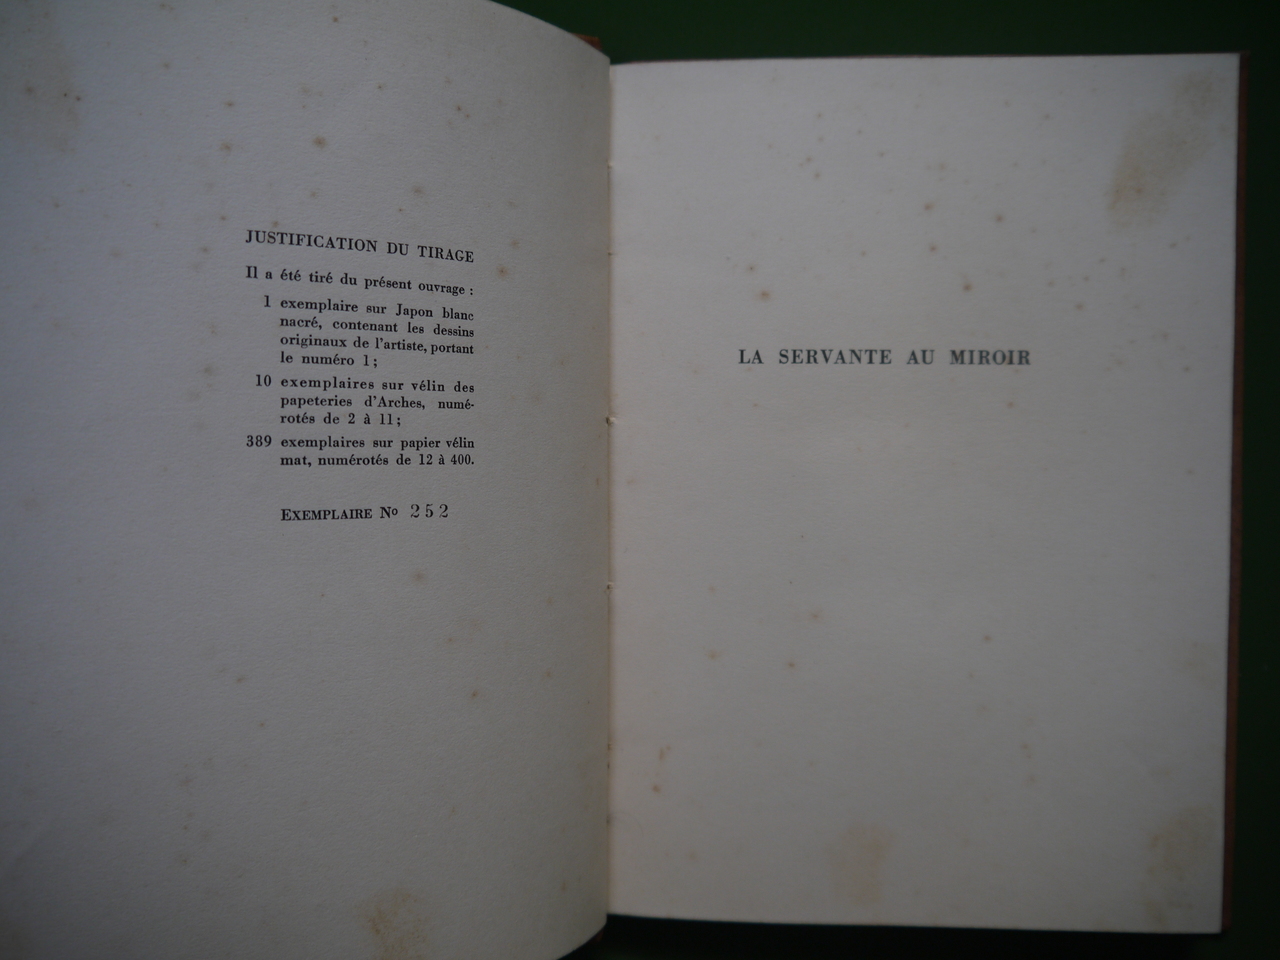 JUSTIFICATION DU TIRAGE
Il a été tiré du présent ouvrage :
1 exemplaire sur Japon blanc
nacré, contenant les dessins
originaux de l'artiste, portant
le numéro 1 ;
10 exemplaires sur vélin des
papeteries d'Arches, numé-
rotés de 2 à 11 ;
389 exemplaires sur papier vélin
mat, numérotés de 12 à 400.
EXEMPLAIRE No 252
LA SERVANTE AU MIROIR